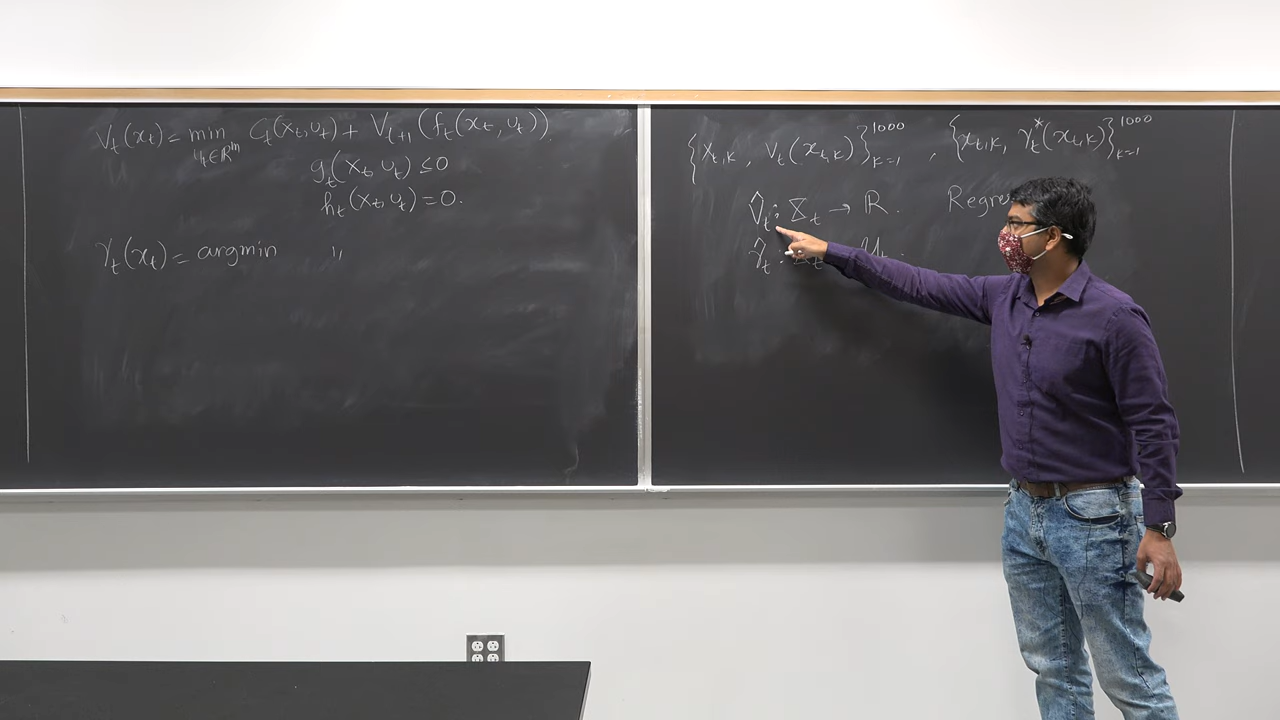 V_t(x_t) = min_{u_t∈ℝ^m} C_t(x_t, u_t) + V_{t+1}(f_t(x_t, u_t))
g_t(x_t, u_t) ≤ 0
h_t(x_t, u_t) = 0.
γ_t(x_t) = argmin 〃
{x_{t,k}, V_t(x_{t,k})}_{k=1}^{1000}, {x_{t,k}, γ_t^*(x_{t,k})}_{k=1}^{1000}
V̂_t : 𝕏_t → ℝ. Regres
γ̂_t :